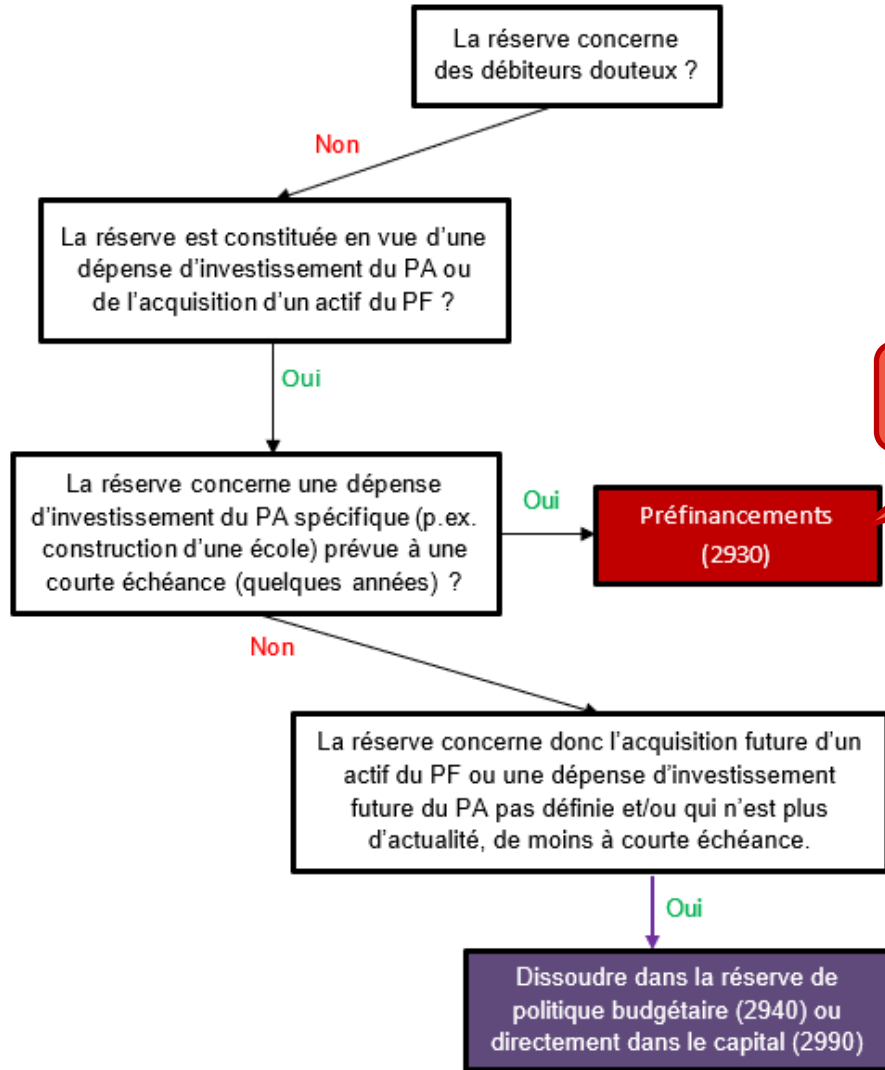 La réserve concerne
des débiteurs douteux ?
Non
La réserve est constituée en vue d’une
dépense d’investissement du PA ou
de l’acquisition d’un actif du PF ?
Oui
La réserve concerne une dépense
d’investissement du PA spécifique (p.ex.
construction d’une école) prévue à une
courte échéance (quelques années) ?
Oui
Préfinancements
(2930)
Non
La réserve concerne donc l’acquisition future d’un
actif du PF ou une dépense d’investissement
future du PA pas définie et/ou qui n’est plus
d’actualité, de moins à courte échéance.
Oui
Dissoudre dans la réserve de
politique budgétaire (2940) ou
directement dans le capital (2990)